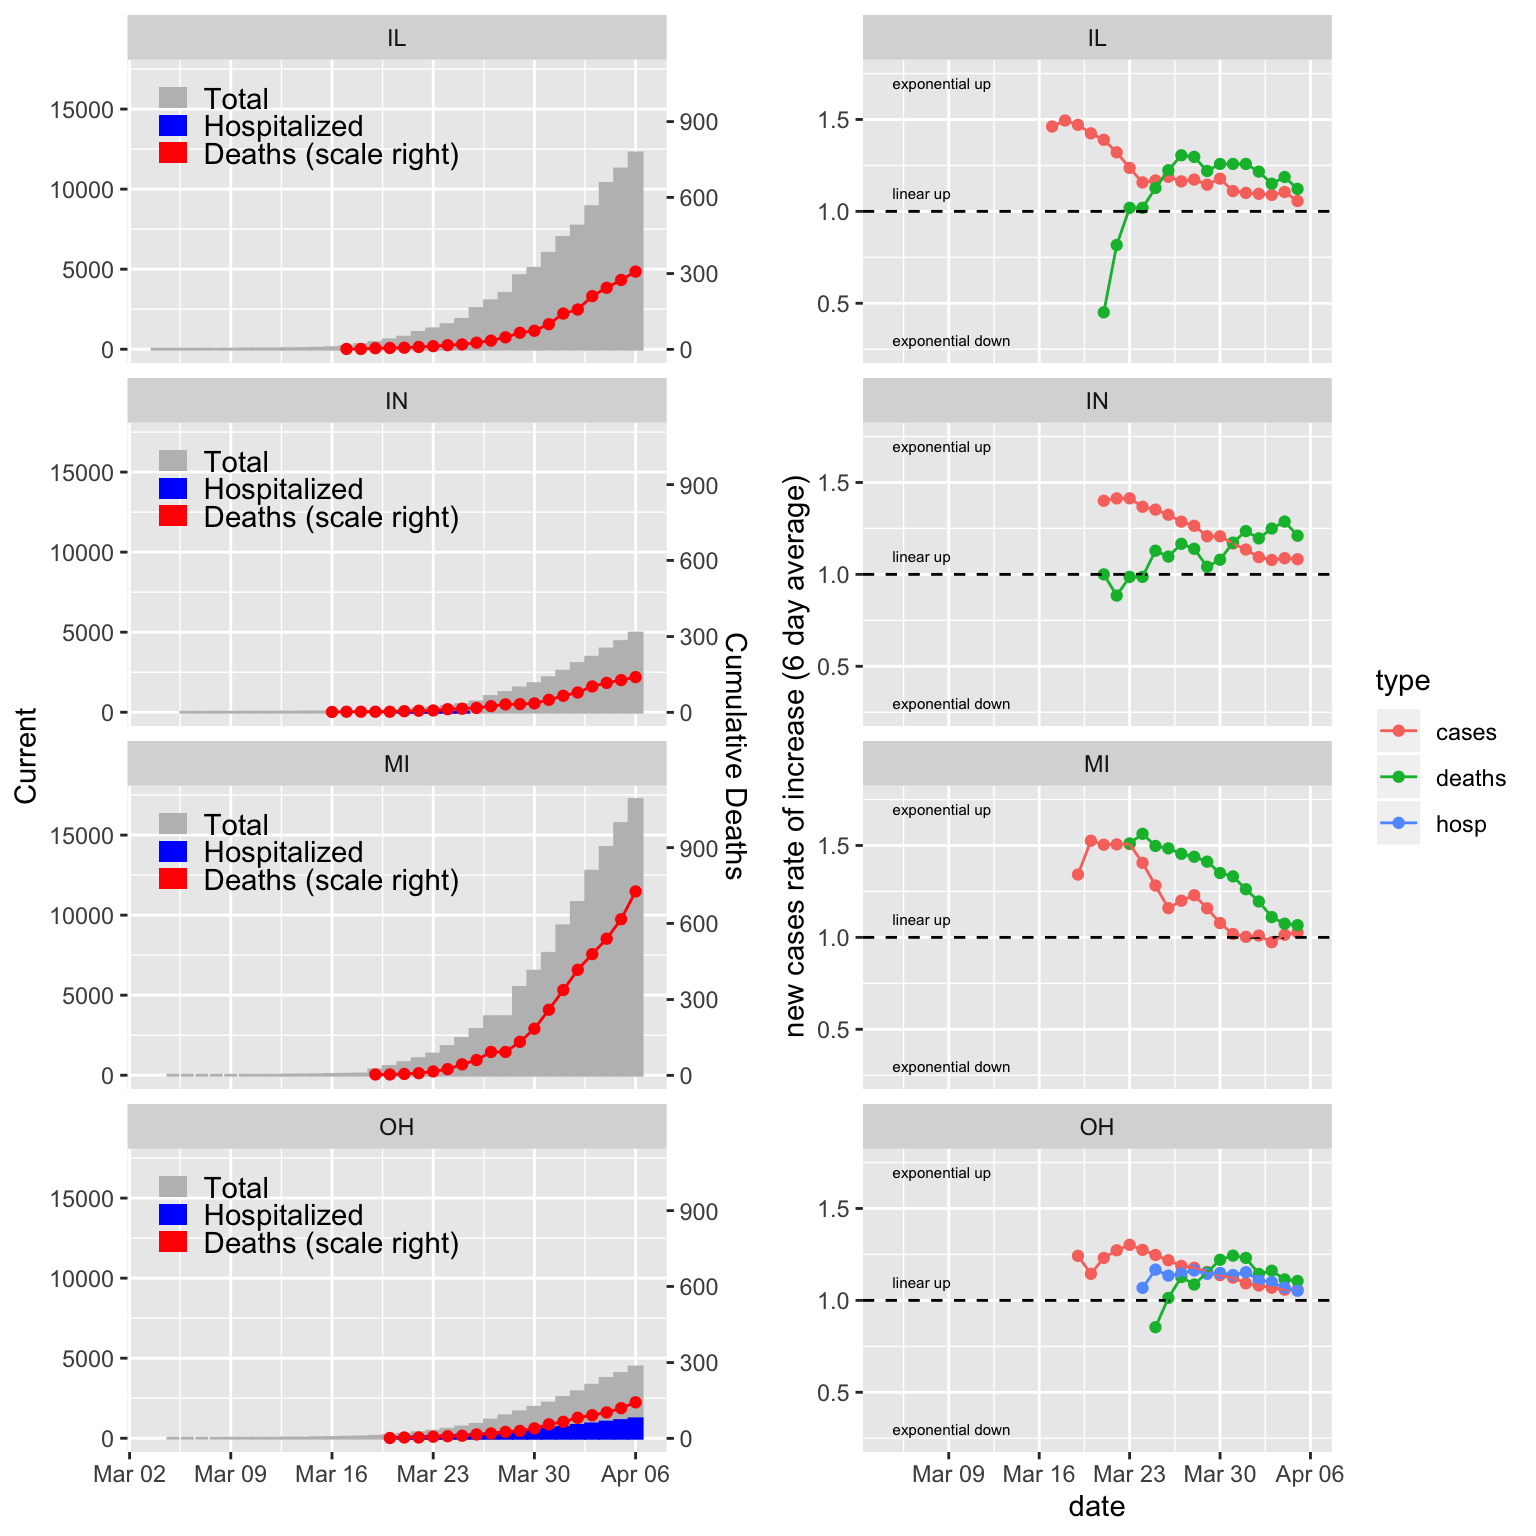 IL
15000
10000
5000
0
Total
Hospitalized
Deaths (scale right)
900
600
300
0
IN
15000
10000
5000
0
Total
Hospitalized
Deaths (scale right)
900
600
300
0
MI
15000
10000
5000
0
Total
Hospitalized
Deaths (scale right)
900
600
300
0
OH
15000
10000
5000
0
Total
Hospitalized
Deaths (scale right)
900
600
300
0
Mar 02 Mar 09 Mar 16 Mar 23 Mar 30 Apr 06
Current
Cumulative Deaths
IL
1.5
1.0
0.5
exponential up
linear up
exponential down
IN
1.5
1.0
0.5
exponential up
linear up
exponential down
MI
1.5
1.0
0.5
exponential up
linear up
exponential down
OH
1.5
1.0
0.5
exponential up
linear up
exponential down
Mar 09 Mar 16 Mar 23 Mar 30 Apr 06
date
new cases rate of increase (6 day average)
type
cases
deaths
hosp